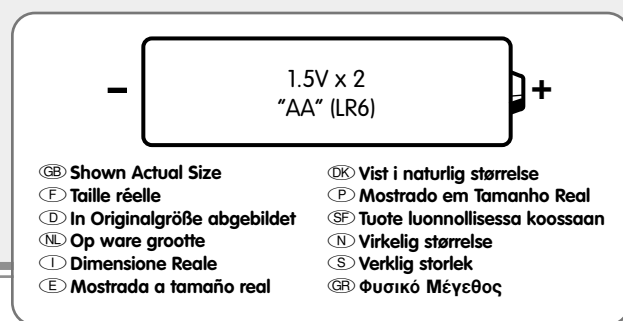 − 1.5V x 2 +
"AA" (LR6)
GB Shown Actual Size
F Taille réelle
D In Originalgröße abgebildet
NL Op ware grootte
I Dimensione Reale
E Mostrada a tamaño real
DK Vist i naturlig størrelse
P Mostrado em Tamanho Real
SF Tuote luonnollisessa koossaan
N Virkelig størrelse
S Verklig storlek
GR Φυσικό Μέγεθος